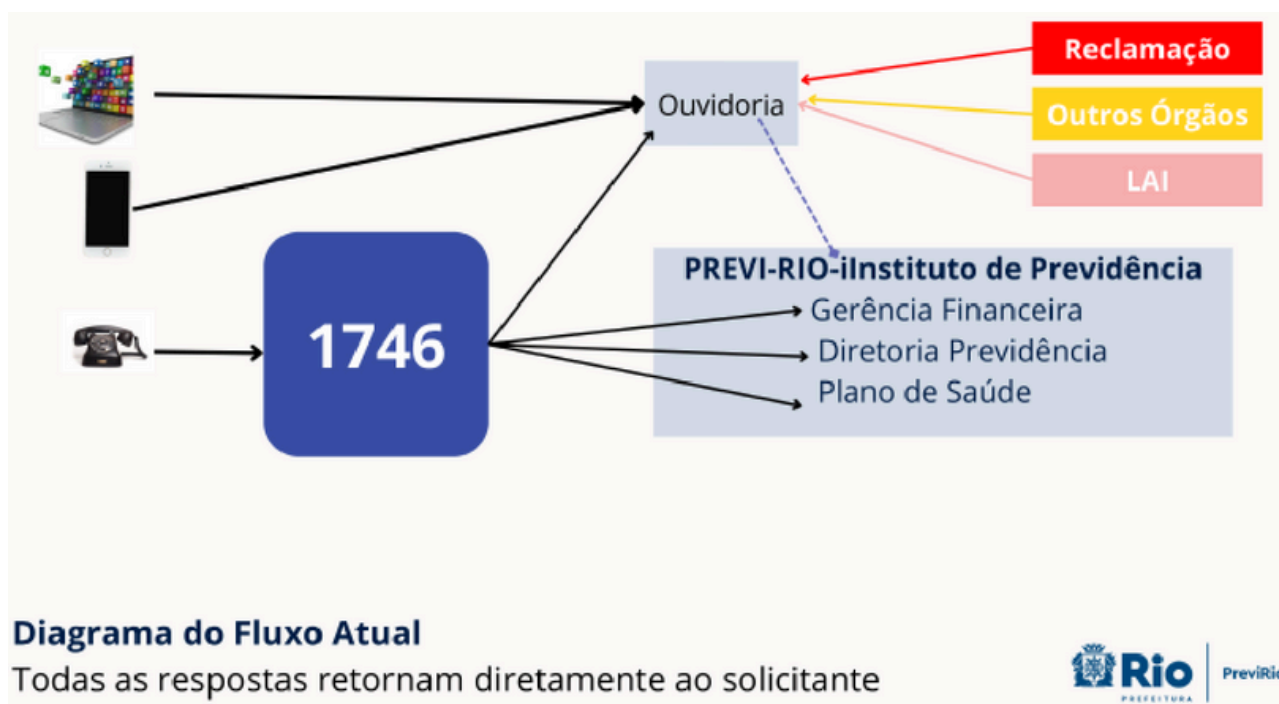 Reclamação
Ouvidoria
Outros Órgãos
LAI
PREVI-RIO-iInstituto de Previdência
Gerência Financeira
1746
Diretoria Previdência
Plano de Saúde
Diagrama do Fluxo Atual
Todas as respostas retornam diretamente ao solicitante
Rio
PREFEITURA
PreviRio